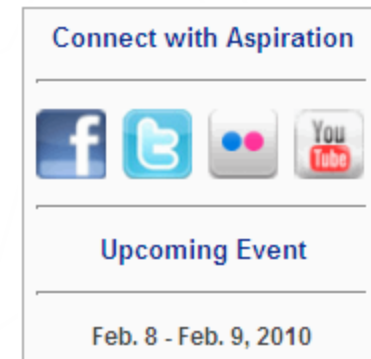 Connect with Aspiration
f t You
Tube
Upcoming Event
Feb. 8 - Feb. 9, 2010